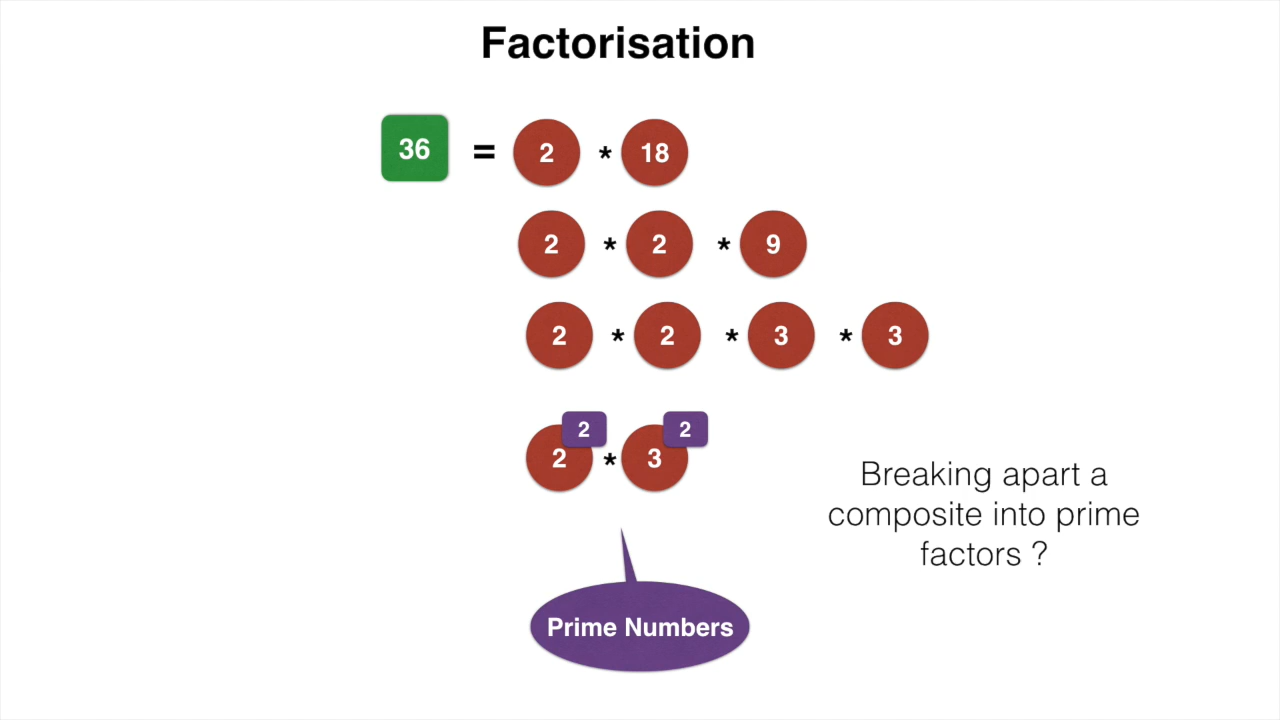 Factorisation
36 = 2 * 18
2 * 2 * 9
2 * 2 * 3 * 3
2 2
2 * 3
Breaking apart a
composite into prime
factors ?
Prime Numbers